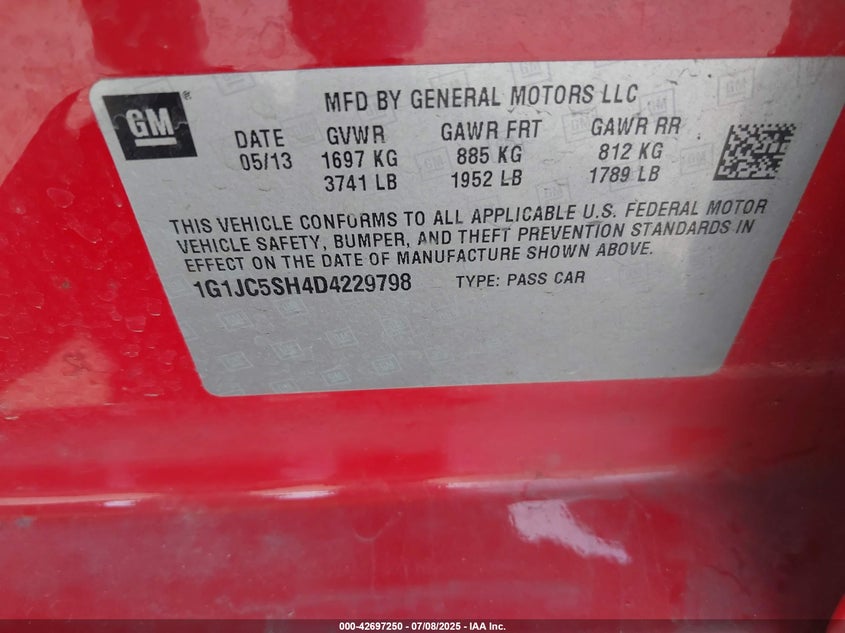 GM ®
MFD BY GENERAL MOTORS LLC
DATE GVWR GAWR FRT GAWR RR
05/13 1697 KG 885 KG 812 KG
3741 LB 1952 LB 1789 LB
THIS VEHICLE CONFORMS TO ALL APPLICABLE U.S. FEDERAL MOTOR
VEHICLE SAFETY, BUMPER, AND THEFT PREVENTION STANDARDS IN
EFFECT ON THE DATE OF MANUFACTURE SHOWN ABOVE.
1G1JC5SH4D4229798 TYPE: PASS CAR
000-42697250 | 07/08/2025 | IAA Inc.